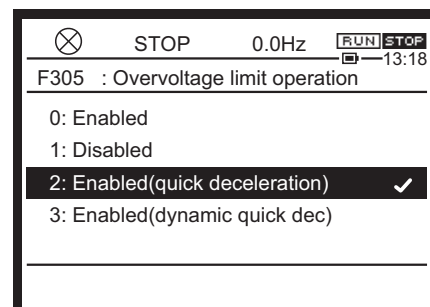 STOP 0.0Hz RUN STOP
13:18
F305 : Overvoltage limit operation
0: Enabled
1: Disabled
2: Enabled(quick deceleration)
3: Enabled(dynamic quick dec)